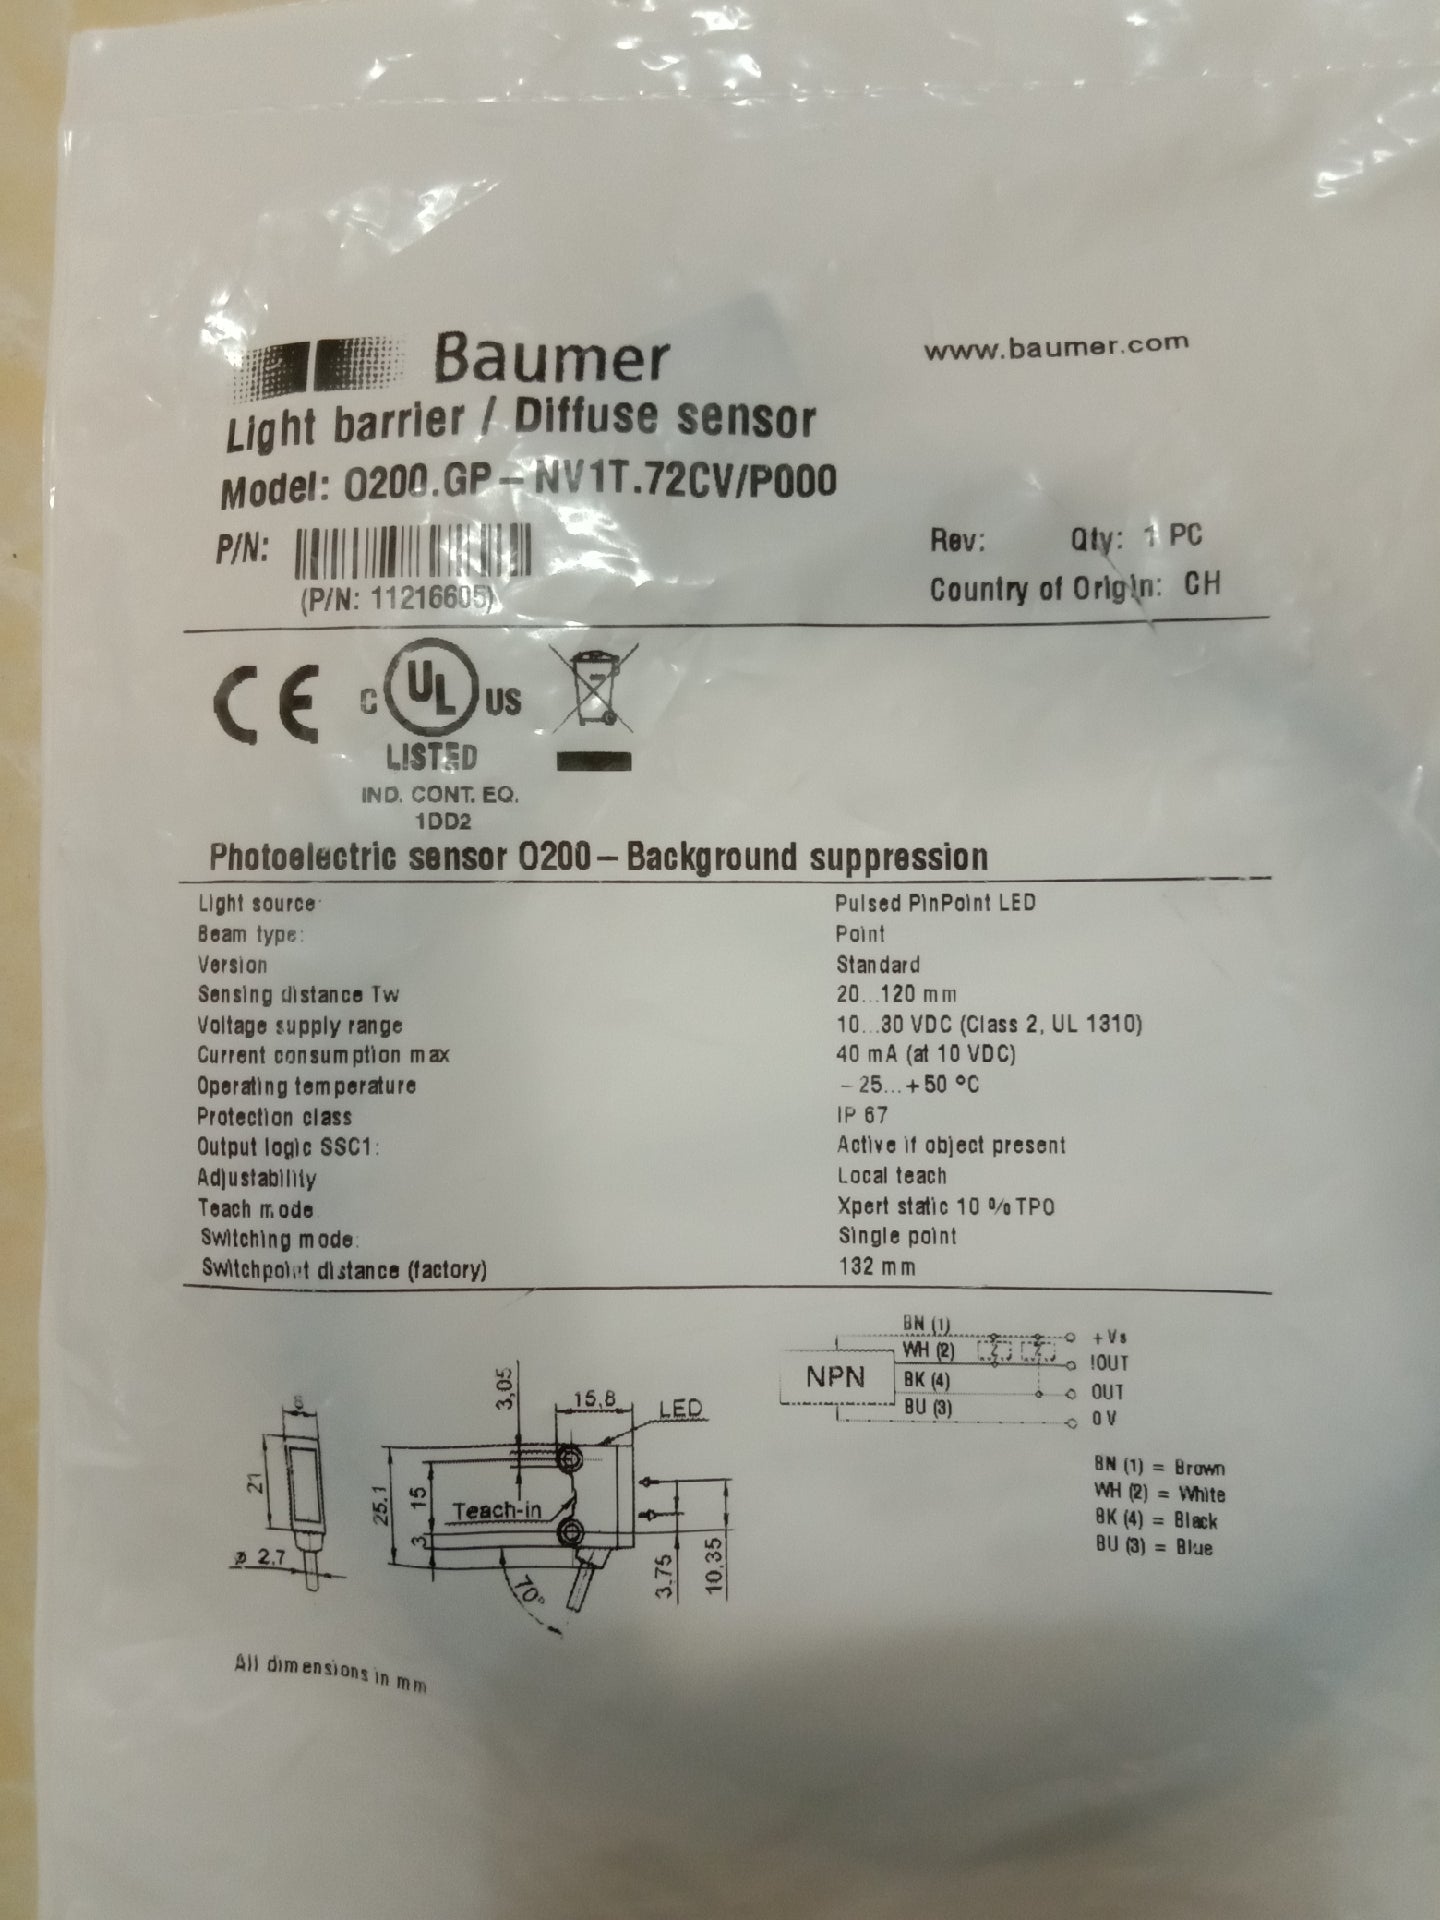 Baumer
www.baumer.com
Light barrier / Diffuse sensor
Model: O200.GP – NV1T.72CV/P000
P/N:
(P/N: 11216605)
Rev: Qty: 1 PC
Country of Origin: CH
CE
C UL US
LISTED
IND. CONT. EQ.
1DD2
Photoelectric sensor O200 – Background suppression
Light source: Pulsed PinPoint LED
Beam type: Point
Version Standard
Sensing distance Tw 20...120 mm
Voltage supply range 10...30 VDC (Class 2, UL 1310)
Current consumption max 40 mA (at 10 VDC)
Operating temperature – 25...+50 °C
Protection class IP 67
Output logic SSC1: Active if object present
Adjustability Local teach
Teach mode Xpert static 10 % TPO
Switching mode: Single point
Switchpoint distance (factory) 132 mm
BN (1) +Vs
WH (2) !OUT
NPN
BK (4) OUT
BU (3) 0 V
8
21
ø 2,7
3,05
15,8
LED
25,1
15
3
Teach-in
70°
3,75
10,35
BN (1) = Brown
WH (2) = White
BK (4) = Black
BU (3) = Blue
All dimensions in mm